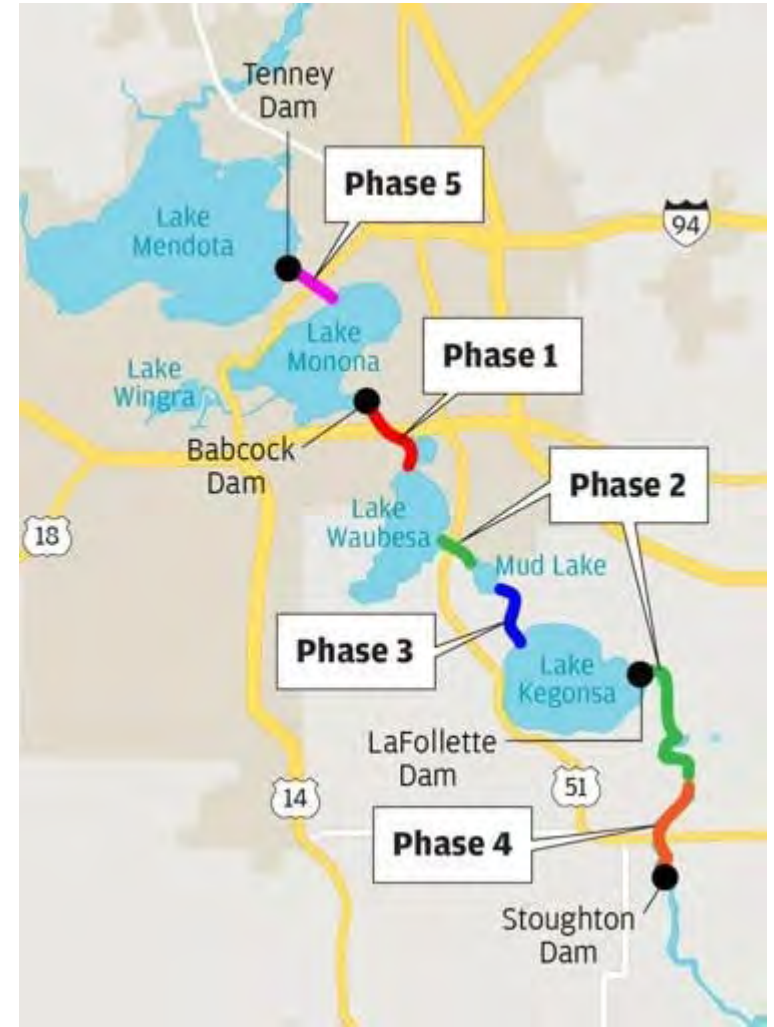 Tenney
Dam
Phase 5
Lake
Mendota
94
Lake
Monona
Phase 1
Lake
Wingra
Babcock
Dam
Phase 2
Lake
Waubesa
18
Mud Lake
Phase 3
Lake
Kegonsa
LaFollette
Dam
51
14
Phase 4
Stoughton
Dam